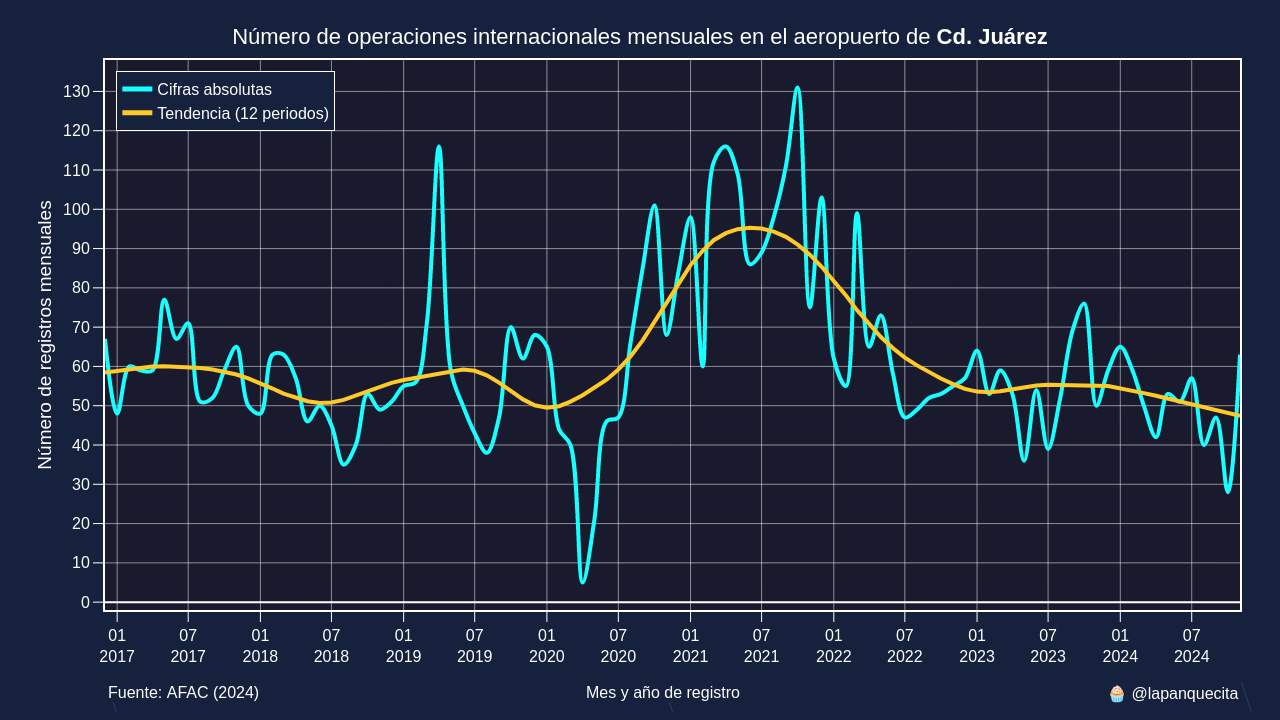 Número de operaciones internacionales mensuales en el aeropuerto de Cd. Juárez
Cifras absolutas
Tendencia (12 periodos)
Número de registros mensuales
130
120
110
100
90
80
70
60
50
40
30
20
10
0
01 07 01 07 01 07 01 07 01 07 01 07 01 07 01 07
2017 2017 2018 2018 2019 2019 2020 2020 2021 2021 2022 2022 2023 2023 2024 2024
Fuente: AFAC (2024)
Mes y año de registro
🧁 @lapanquecita